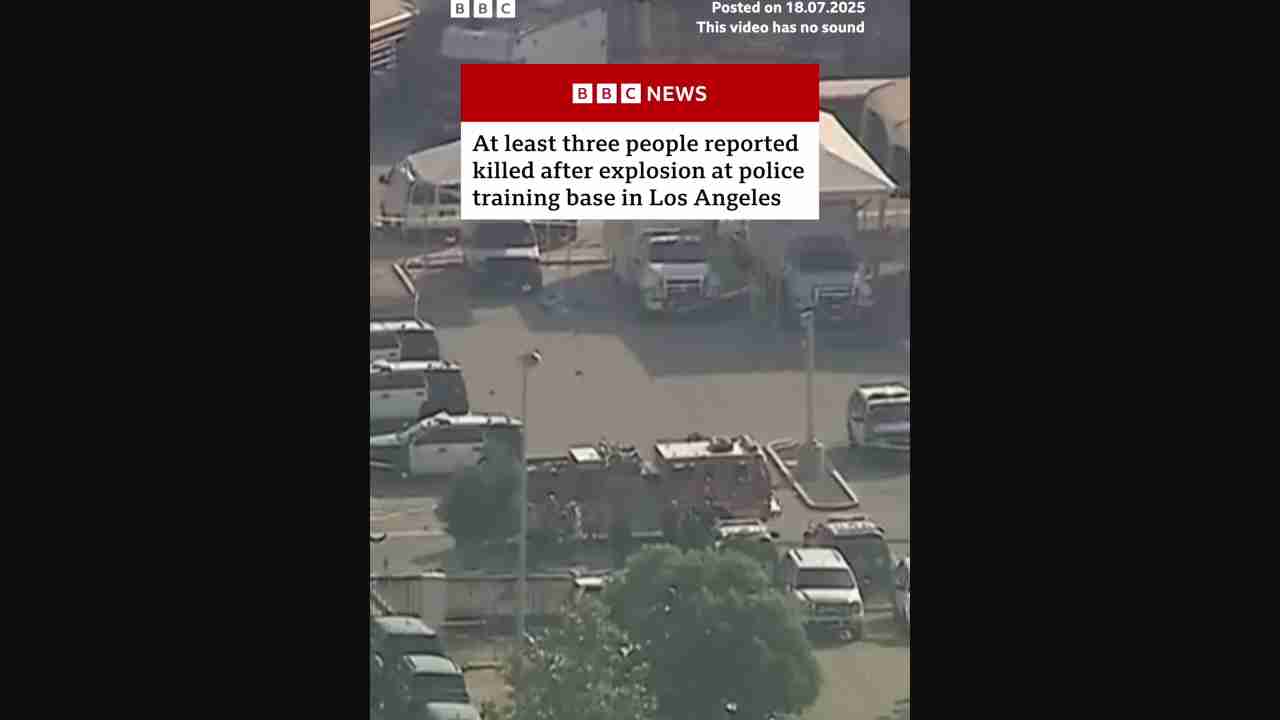 BBC
Posted on 18.07.2025
This video has no sound
BBC NEWS
At least three people reported
killed after explosion at police
training base in Los Angeles